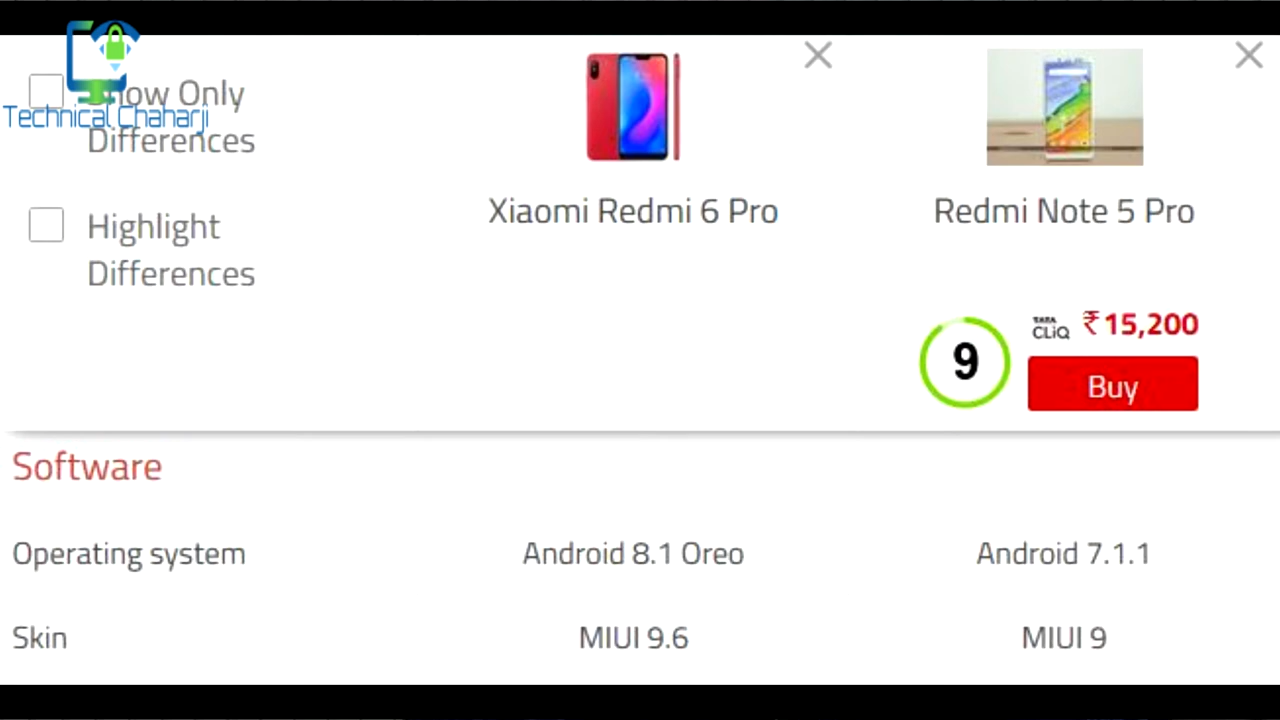 Technical Chaharji
Show Only
Differences
Highlight
Differences
Xiaomi Redmi 6 Pro
Redmi Note 5 Pro
9
TATA
CLiQ
₹15,200
Buy
Software
Operating system
Android 8.1 Oreo
Android 7.1.1
Skin
MIUI 9.6
MIUI 9